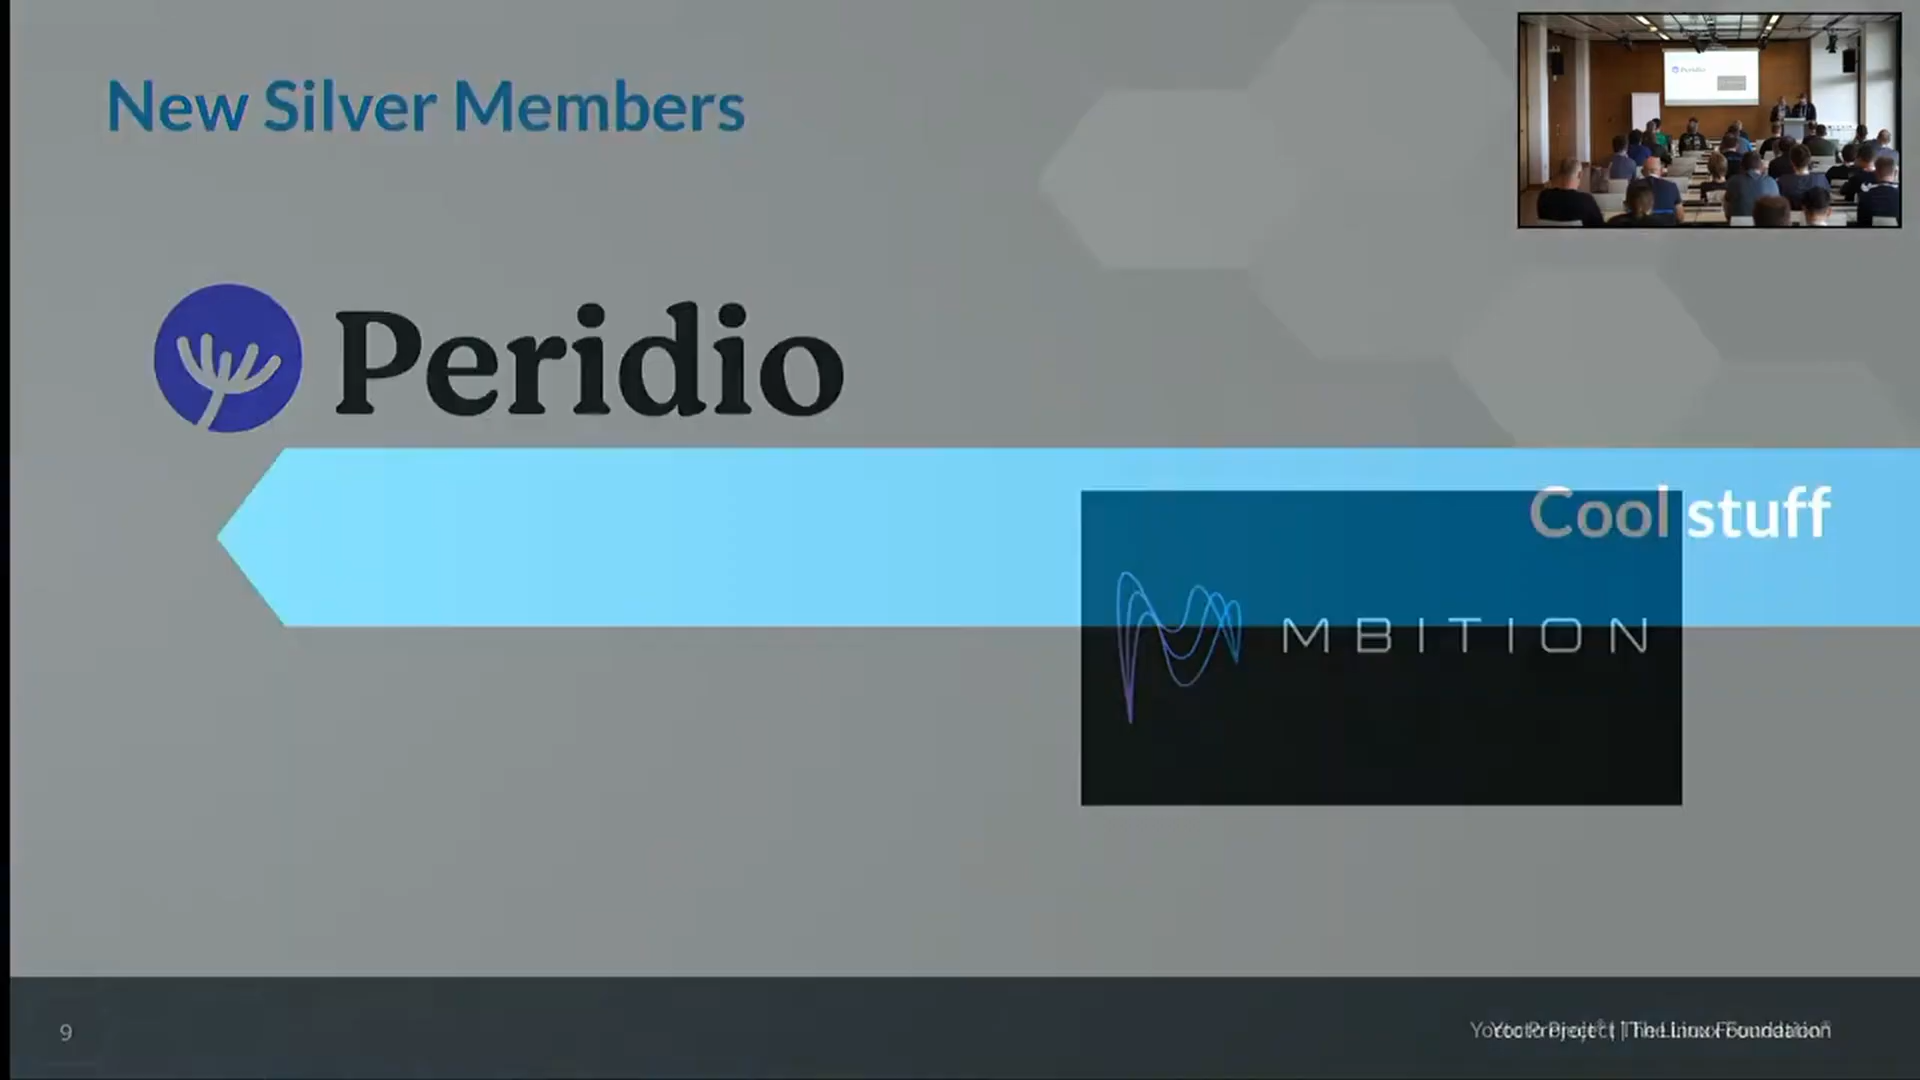 New Silver Members
Peridio
Cool stuff
MBITION
9
Yocto Project® | The Linux Foundation®